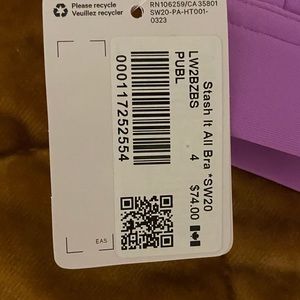 Please recycle
Veuillez recycler
RN106259/CA35801
SW20-PA-HT001-
0323
Stash It All Bra *SW20
LW2BZBS 4 $74.00
PUBL
000117252554
EAS